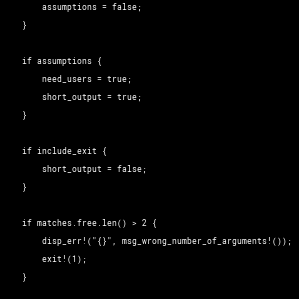 assumptions = false;
}
if assumptions {
need_users = true;
short_output = true;
}
if include_exit {
short_output = false;
}
if matches.free.len() > 2 {
disp_err!("{}", msg_wrong_number_of_arguments!());
exit!(1);
}